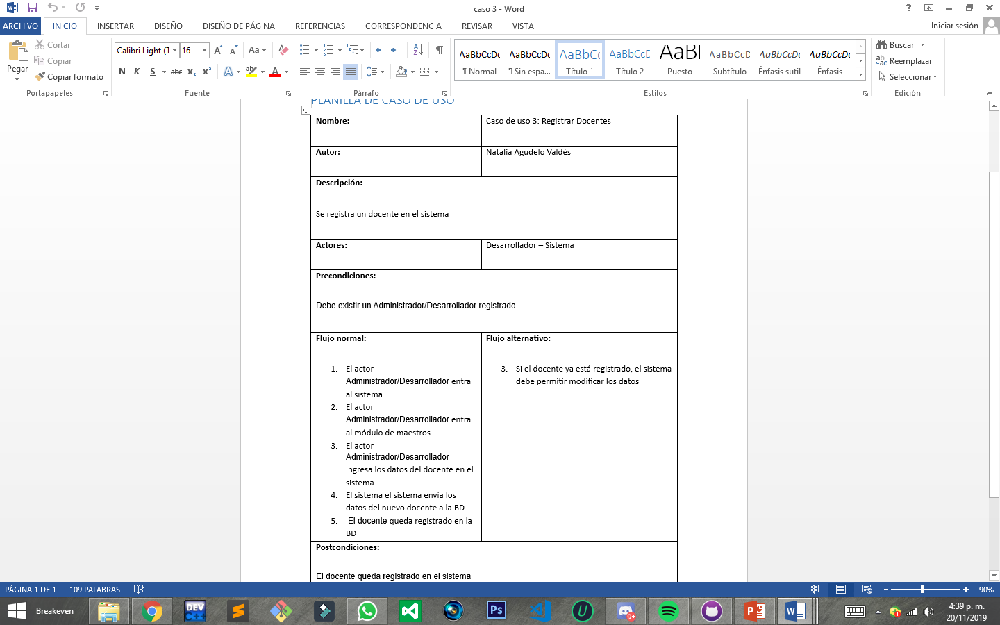 caso 3 - Word
ARCHIVO INICIO INSERTAR DISEÑO DISEÑO DE PÁGINA REFERENCIAS CORRESPONDENCIA REVISAR VISTA Iniciar sesión
Pegar
Cortar
Copiar
Copiar formato
Portapapeles
Calibri Light (T 16
N K S abc x₂ x²
Fuente
Párrafo
AaBbCcDc AaBbCcDc AaBbCc AaBbCcD AaBl AaBbCcD AaBbCcDc AaBbCcDc
¶ Normal ¶ Sin espa... Título 1 Título 2 Puesto Subtítulo Énfasis sutil Énfasis
Estilos
Buscar
Reemplazar
Seleccionar
Edición
PLANILLA DE CASO DE USO
Nombre: Caso de uso 3: Registrar Docentes
Autor: Natalia Agudelo Valdés
Descripción:
Se registra un docente en el sistema
Actores: Desarrollador – Sistema
Precondiciones:
Debe existir un Administrador/Desarrollador registrado
Flujo normal: Flujo alternativo:
1. El actor
Administrador/Desarrollador entra
al sistema
2. El actor
Administrador/Desarrollador entra
al módulo de maestros
3. El actor
Administrador/Desarrollador
ingresa los datos del docente en el
sistema
4. El sistema el sistema envía los
datos del nuevo docente a la BD
5. El docente queda registrado en la
BD
3. Si el docente ya está registrado, el sistema
debe permitir modificar los datos
Postcondiciones:
El docente queda registrado en el sistema
PÁGINA 1 DE 1 109 PALABRAS 90%
Breakeven
DEV
C++
Ps
U
9+
4:39 p. m.
20/11/2019